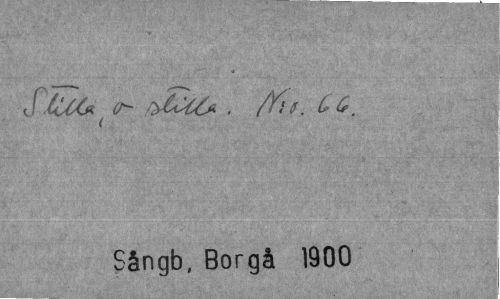 Stilla, o stilla. N:o. 66.
Sångb, Borgå 1900